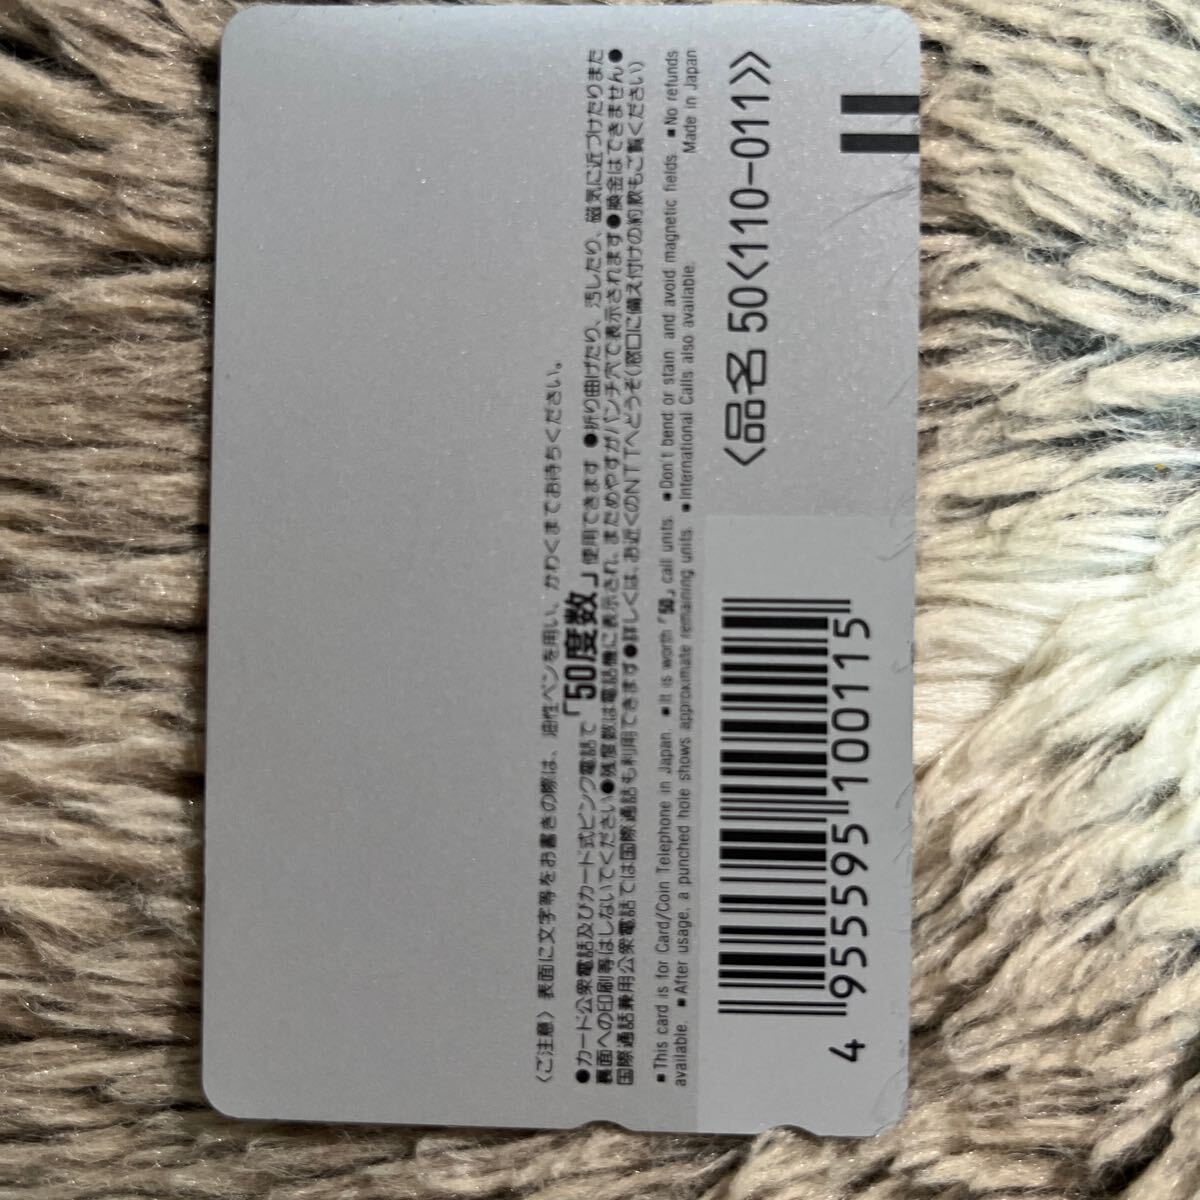 〈ご注意〉表面に文字等をお書きの際は、油性ペンを用い、かわくまでお待ちください。
●カード公衆電話及びカード式ピンク電話で「50度数」使用できます ●折り曲げたり、汚したり、磁気に近づけたりまた
裏面への印刷等はしないでください●残度数は電話機に表示され、まためやすがパンチ穴で表示されます●換金はできません●
国際通話兼用公衆電話では国際通話も利用できます●詳しくは、お近くのNTTへどうぞ(窓口に備え付けの約款もご覧ください)
■This card is for Card/Coin Telephone in Japan. ■It is worth「50」call units. ■Don't bend or stain and avoid magnetic fields. ■No refunds
available. ■After usage, a punched hole shows approximate remaining units. ■International Calls also available. Made in Japan
〈品名 50〈110-011〉〉
4 955595 100115